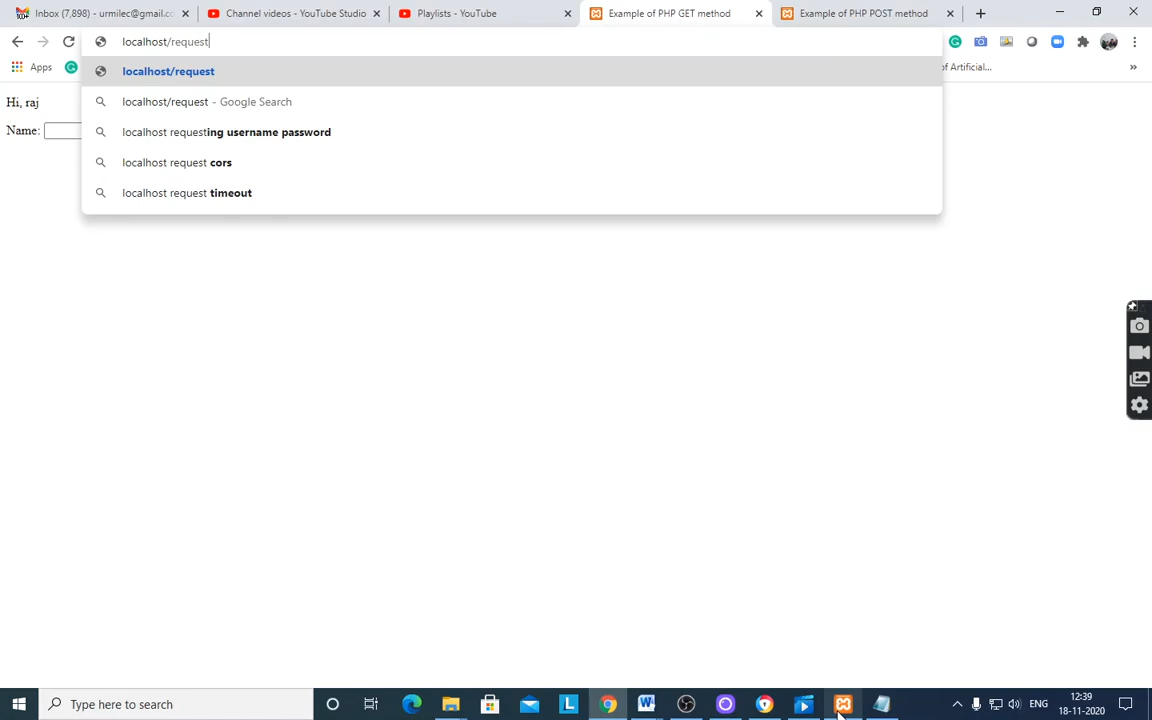 Inbox (7,898) - urmilec@gmail.co
Channel videos - YouTube Studio
Playlists - YouTube
Example of PHP GET method
Example of PHP POST method
localhost/request
Apps
of Artificial...
localhost/request
localhost/request - Google Search
localhost requesting username password
localhost request cors
localhost request timeout
Hi, raj
Name:
Type here to search
ENG
12:39
18-11-2020